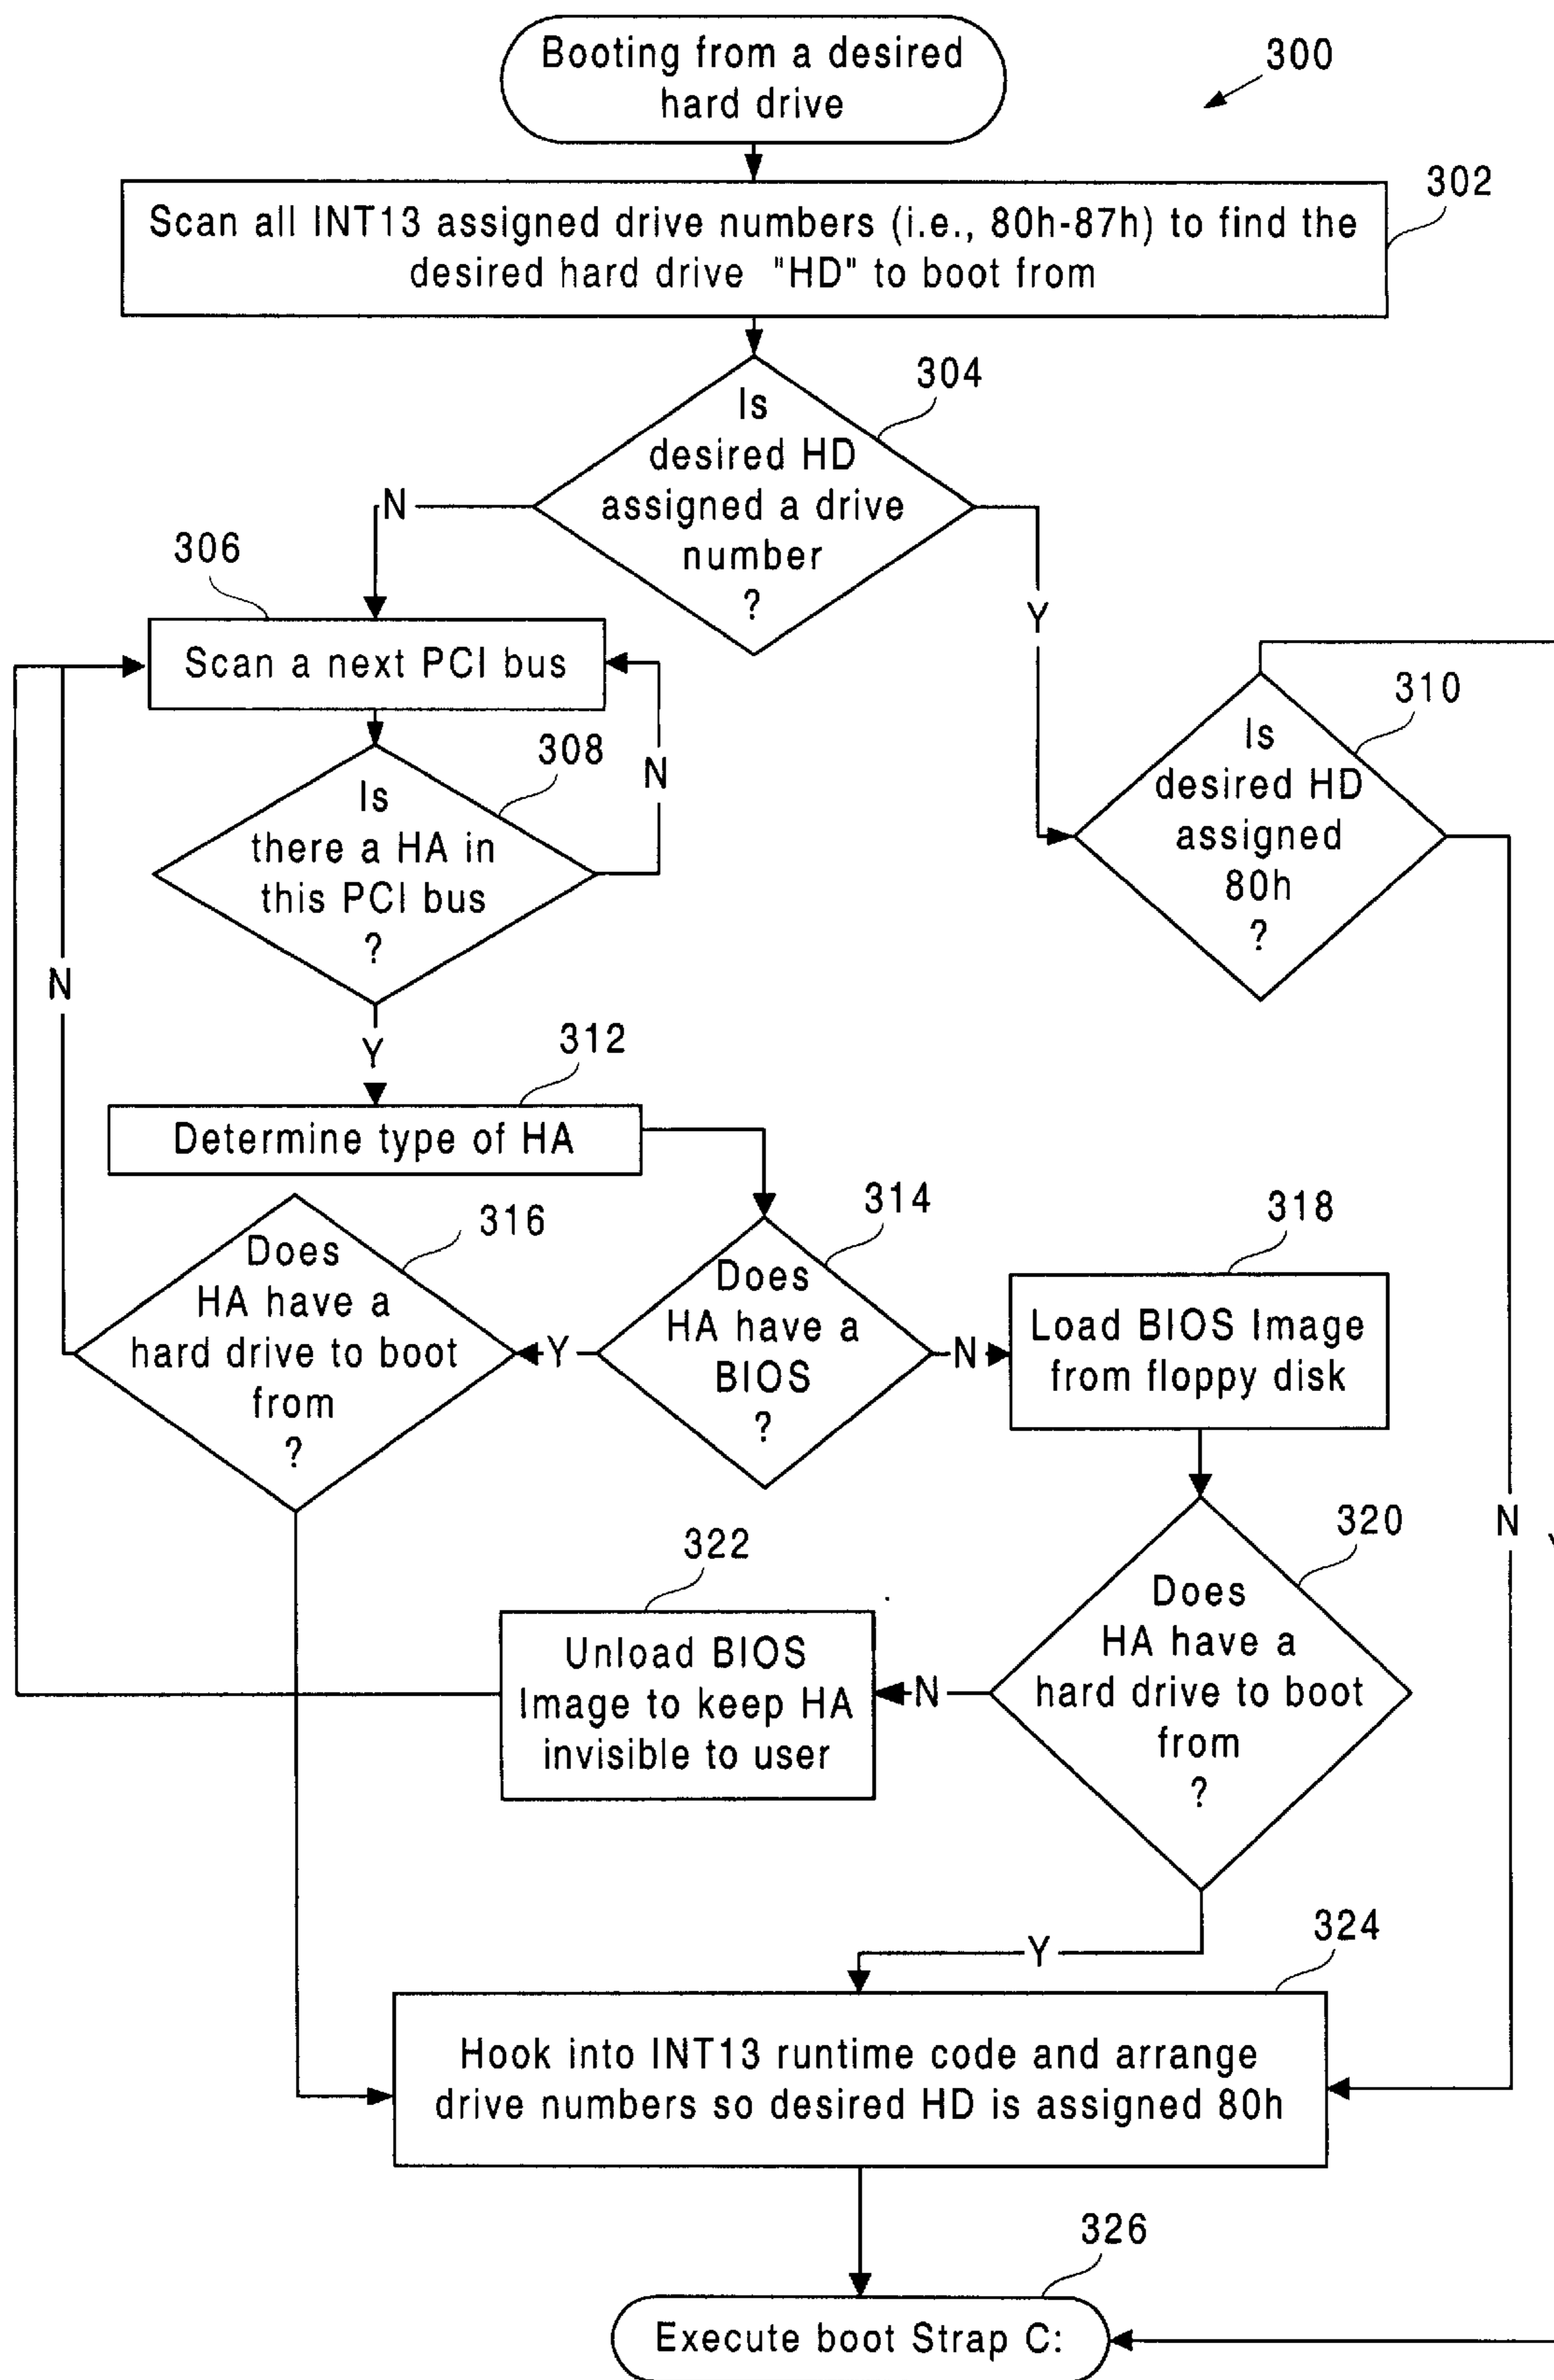 Booting from a desired
hard drive
300
302
Scan all INT13 assigned drive numbers (i.e., 80h-87h) to find the
desired hard drive "HD" to boot from
304
Is
desired HD
assigned a drive
number
?
N
Y
306
Scan a next PCI bus
308
Is
there a HA in
this PCI bus
?
N
Y
310
Is
desired HD
assigned
80h
?
N
312
Determine type of HA
314
Does
HA have a
BIOS
?
Y
N
316
Does
HA have a
hard drive to boot
from
?
N
318
Load BIOS Image
from floppy disk
320
Does
HA have a
hard drive to boot
from
?
N
Y
322
Unload BIOS
Image to keep HA
invisible to user
324
Hook into INT13 runtime code and arrange
drive numbers so desired HD is assigned 80h
326
Execute boot Strap C: